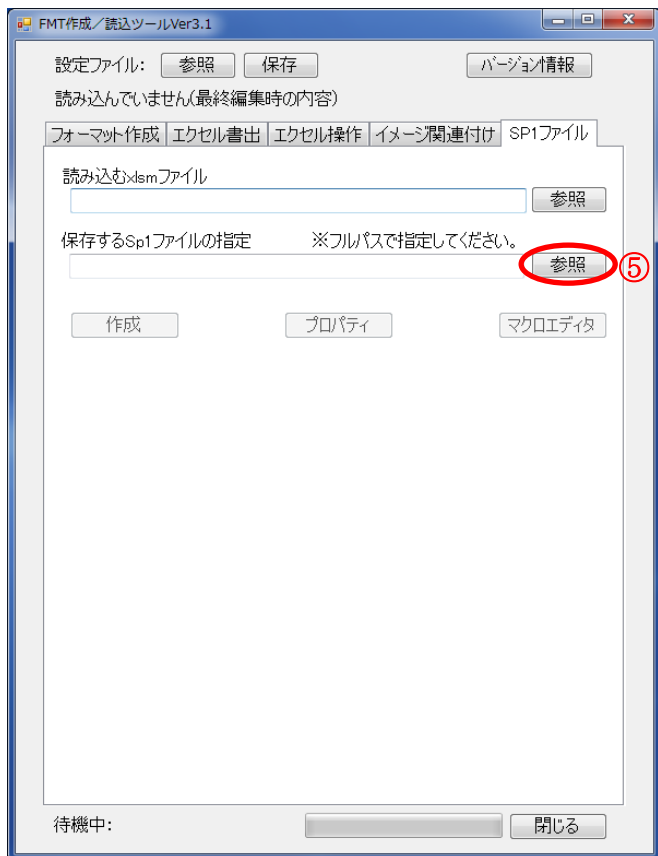 FMT作成／読込ツールVer3.1
設定ファイル: 参照 保存 バージョン情報
読み込んでいません(最終編集時の内容)
フォーマット作成 エクセル書出 エクセル操作 イメージ関連付け SP1ファイル
読み込むxlsmファイル
参照
保存するSp1ファイルの指定 ※フルパスで指定してください。
参照 ⑤
作成 プロパティ マクロエディタ
待機中: 閉じる